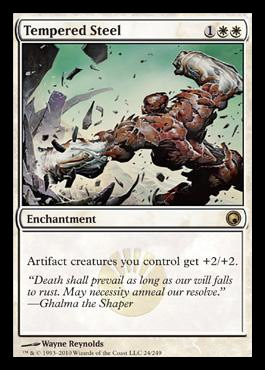 Tempered Steel 1
Enchantment
Artifact creatures you control get +2/+2.
“Death shall prevail as long as our will falls
to rust. May necessity anneal our resolve.”
—Ghalma the Shaper
Wayne Reynolds
™ & © 1993–2010 Wizards of the Coast LLC 24/249